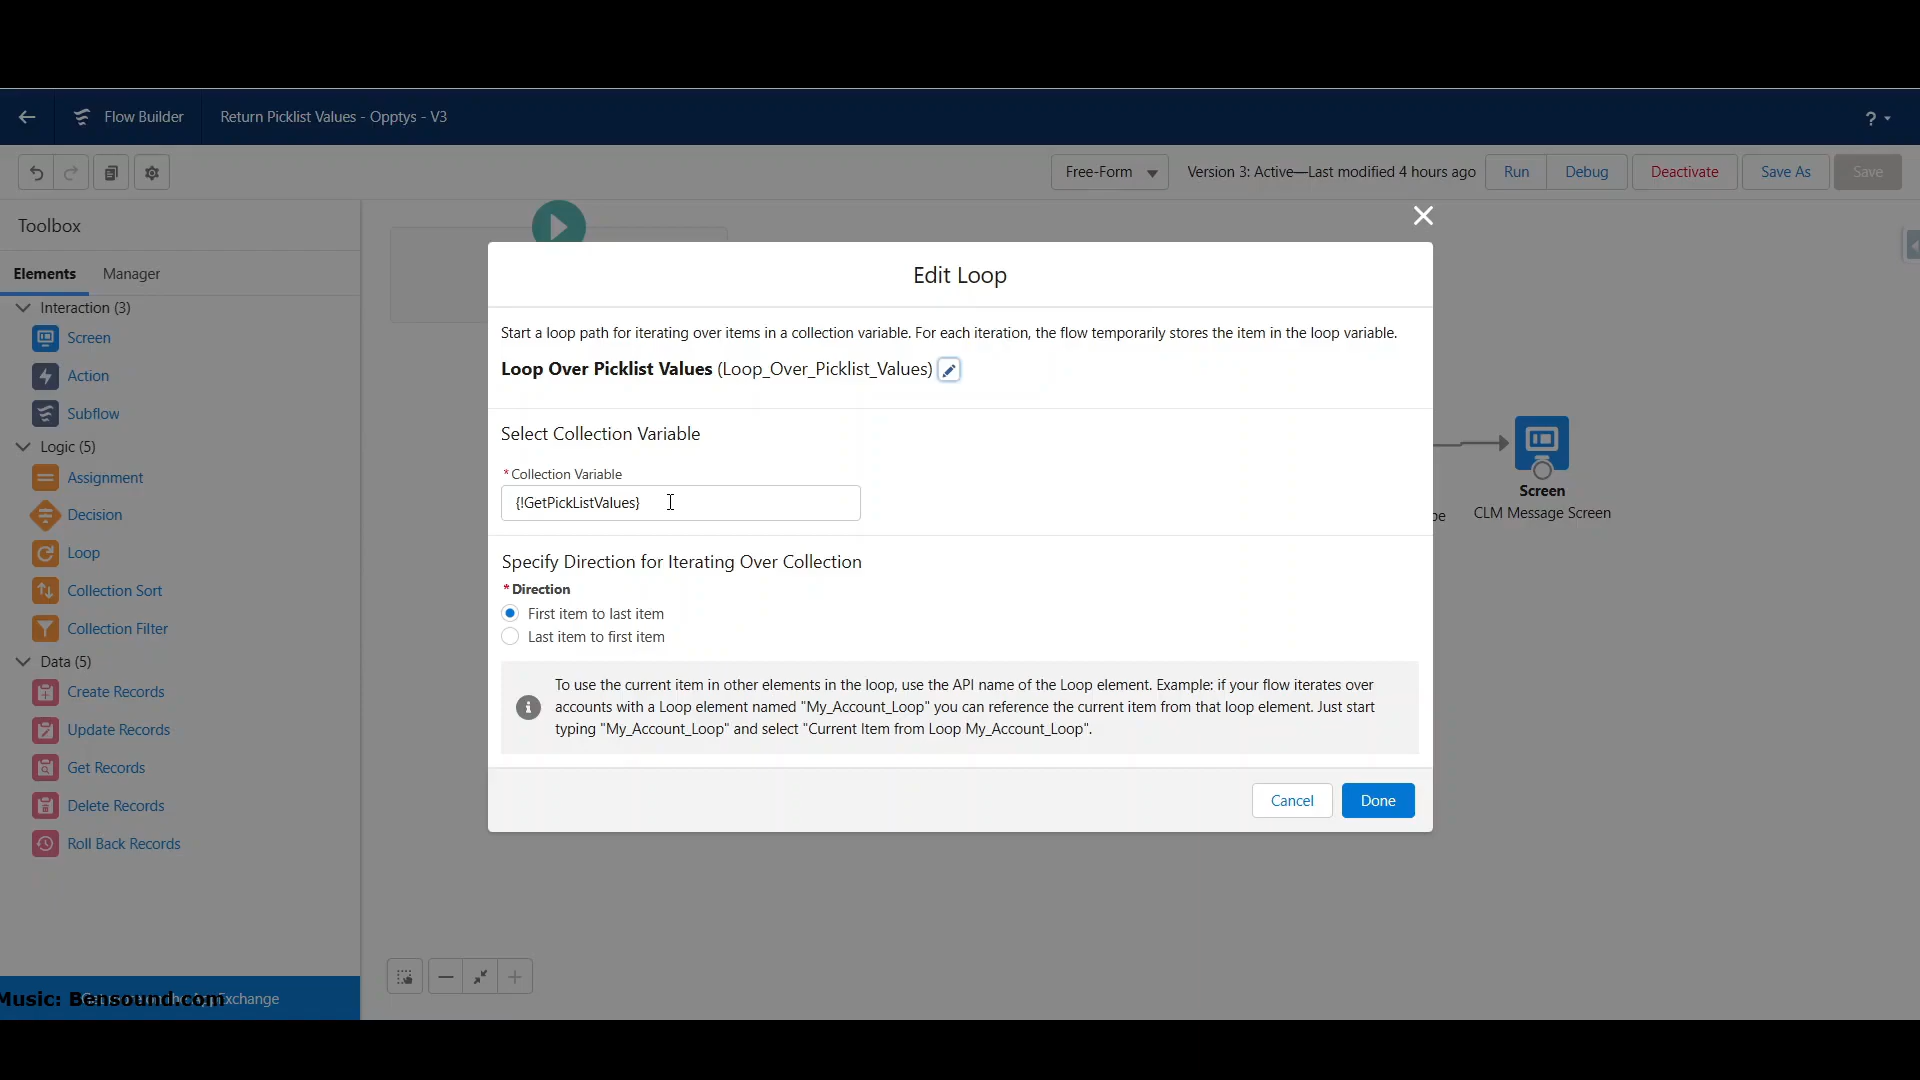 Flow Builder
Return Picklist Values - Opptys - V3
?
Free-Form
Version 3: Active—Last modified 4 hours ago
Run
Debug
Deactivate
Save As
Save
Toolbox
Elements
Manager
Interaction (3)
Screen
Action
Subflow
Logic (5)
Assignment
Decision
Loop
Collection Sort
Collection Filter
Data (5)
Create Records
Update Records
Get Records
Delete Records
Roll Back Records
Edit Loop
Start a loop path for iterating over items in a collection variable. For each iteration, the flow temporarily stores the item in the loop variable.
Loop Over Picklist Values (Loop_Over_Picklist_Values)
Select Collection Variable
*Collection Variable
{!GetPickListValues}
Specify Direction for Iterating Over Collection
*Direction
First item to last item
Last item to first item
To use the current item in other elements in the loop, use the API name of the Loop element. Example: if your flow iterates over
accounts with a Loop element named "My_Account_Loop" you can reference the current item from that loop element. Just start
typing "My_Account_Loop" and select "Current Item from Loop My_Account_Loop".
Cancel
Done
Screen
CLM Message Screen
Music: Bensound.com